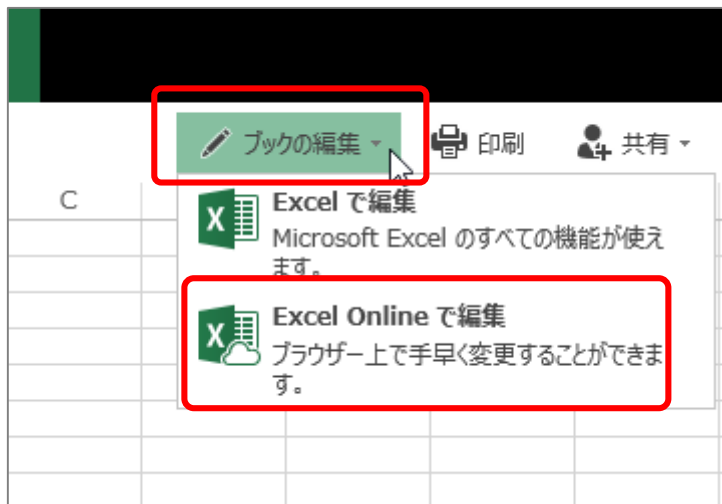 ブックの編集 印刷 共有
C
Excel で編集
Microsoft Excel のすべての機能が使え
ます。
Excel Online で編集
ブラウザー上で手早く変更することができま
す。